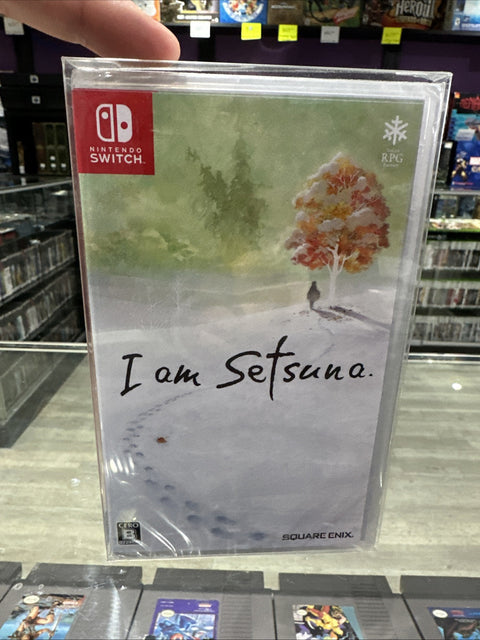 NINTENDO
SWITCH
RPG
I am Setsuna.
CERO
B
SQUARE ENIX